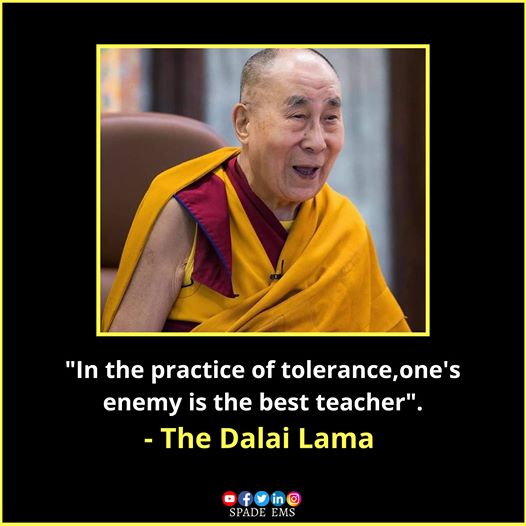 "In the practice of tolerance,one's
enemy is the best teacher".
- The Dalai Lama
SPADE EMS